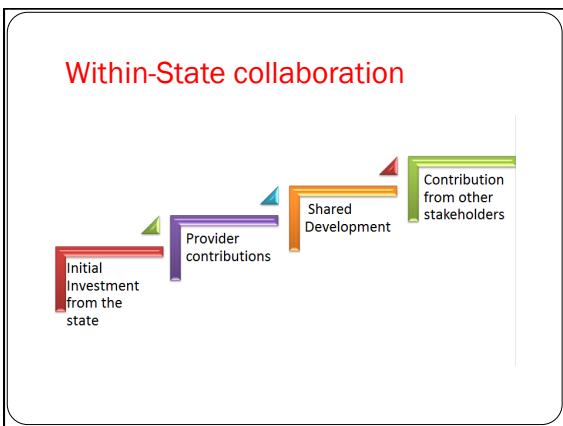 Within-State collaboration
Initial
Investment
from the
state
Provider
contributions
Shared
Development
Contribution
from other
stakeholders